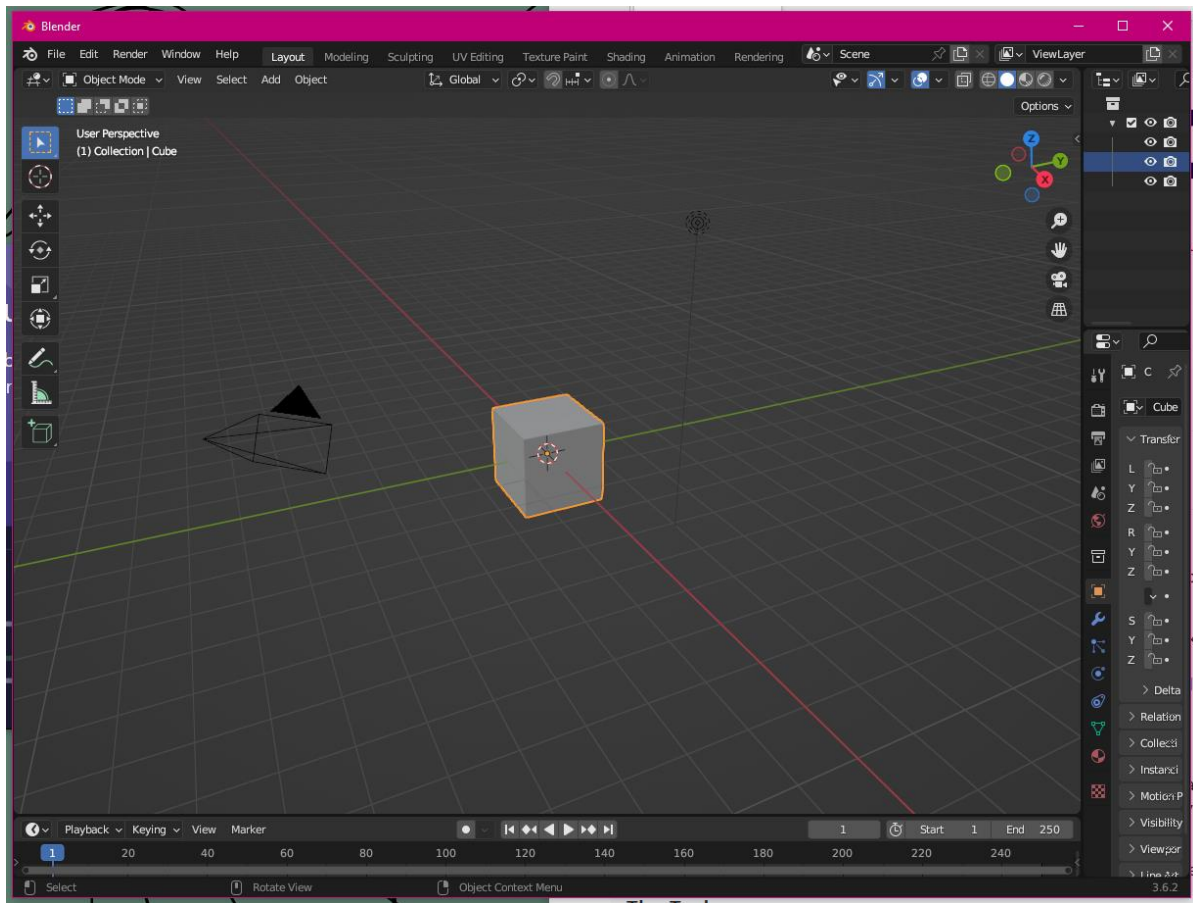 Blender
File Edit Render Window Help Layout Modeling Sculpting UV Editing Texture Paint Shading Animation Rendering Scene ViewLayer
Object Mode View Select Add Object Global
Options
User Perspective
(1) Collection | Cube
Z
Y
X
C
Cube
Transfer
L
Y
Z
R
Y
Z
S
Y
Z
Delta
Relation
Collecti
Instanci
Motion P
Visibility
Viewpor
Playback Keying View Marker 1 Start 1 End 250
1 20 40 60 80 100 120 140 160 180 200 220 240
Select Rotate View Object Context Menu 3.6.2